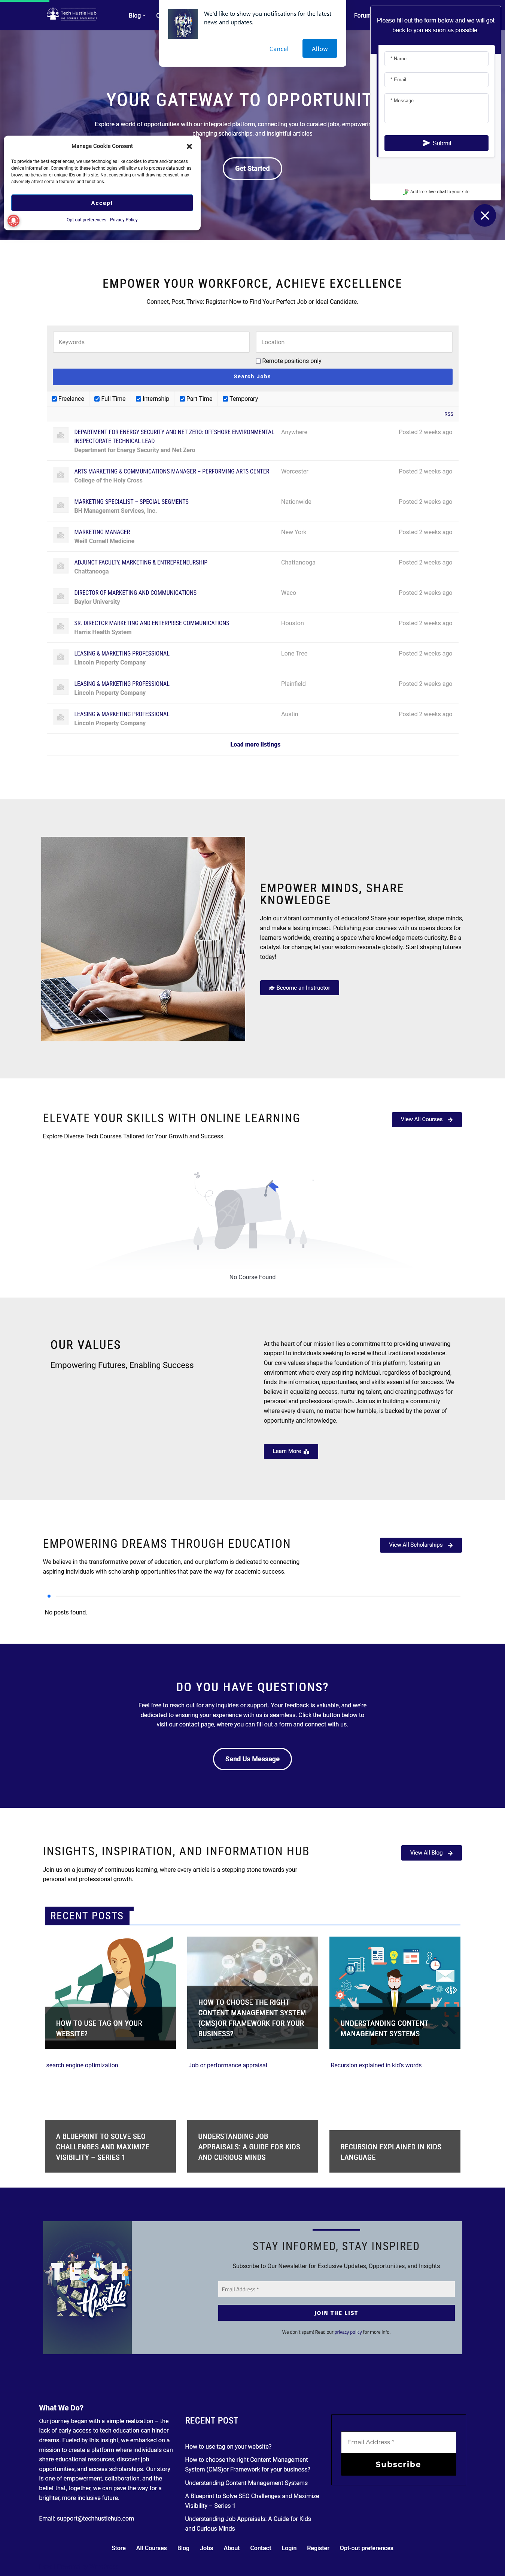 Tech Hustle Hub
Blog
Forum
We'd like to show you notifications for the latest
news and updates.
Cancel
Allow
Please fill out the form below and we will get
back to you as soon as possible.
* Name
* Email
* Message
Submit
Add free live chat to your site
YOUR GATEWAY TO OPPORTUNIT
Explore a world of opportunities with our integrated platform, connecting you to curated jobs, empowerin
changing scholarships, and insightful articles
Get Started
Manage Cookie Consent
To provide the best experiences, we use technologies like cookies to store and/or access
device information. Consenting to these technologies will allow us to process data such as
browsing behavior or unique IDs on this site. Not consenting or withdrawing consent, may
adversely affect certain features and functions.
Accept
Opt-out preferences
Privacy Policy
EMPOWER YOUR WORKFORCE, ACHIEVE EXCELLENCE
Connect, Post, Thrive: Register Now to Find Your Perfect Job or Ideal Candidate.
Keywords
Location
Remote positions only
Search Jobs
Freelance Full Time Internship Part Time Temporary
RSS
DEPARTMENT FOR ENERGY SECURITY AND NET ZERO: OFFSHORE ENVIRONMENTAL
INSPECTORATE TECHNICAL LEAD
Department for Energy Security and Net Zero
Anywhere
Posted 2 weeks ago
ARTS MARKETING & COMMUNICATIONS MANAGER – PERFORMING ARTS CENTER
College of the Holy Cross
Worcester
Posted 2 weeks ago
MARKETING SPECIALIST – SPECIAL SEGMENTS
BH Management Services, Inc.
Nationwide
Posted 2 weeks ago
MARKETING MANAGER
Weill Cornell Medicine
New York
Posted 2 weeks ago
ADJUNCT FACULTY, MARKETING & ENTREPRENEURSHIP
Chattanooga
Chattanooga
Posted 2 weeks ago
DIRECTOR OF MARKETING AND COMMUNICATIONS
Baylor University
Waco
Posted 2 weeks ago
SR. DIRECTOR MARKETING AND ENTERPRISE COMMUNICATIONS
Harris Health System
Houston
Posted 2 weeks ago
LEASING & MARKETING PROFESSIONAL
Lincoln Property Company
Lone Tree
Posted 2 weeks ago
LEASING & MARKETING PROFESSIONAL
Lincoln Property Company
Plainfield
Posted 2 weeks ago
LEASING & MARKETING PROFESSIONAL
Lincoln Property Company
Austin
Posted 2 weeks ago
Load more listings
EMPOWER MINDS, SHARE
KNOWLEDGE
Join our vibrant community of educators! Share your expertise, shape minds,
and make a lasting impact. Publishing your courses with us opens doors for
learners worldwide, creating a space where knowledge meets curiosity. Be a
catalyst for change; let your wisdom resonate globally. Start shaping futures
today!
Become an Instructor
ELEVATE YOUR SKILLS WITH ONLINE LEARNING
Explore Diverse Tech Courses Tailored for Your Growth and Success.
View All Courses
No Course Found
OUR VALUES
Empowering Futures, Enabling Success
At the heart of our mission lies a commitment to providing unwavering
support to individuals seeking to excel without traditional assistance.
Our core values shape the foundation of this platform, fostering an
environment where every aspiring individual, regardless of background,
finds the information, opportunities, and skills essential for success. We
believe in equalizing access, nurturing talent, and creating pathways for
personal and professional growth. Join us in building a community
where every dream, no matter how humble, is backed by the power of
opportunity and knowledge.
Learn More
EMPOWERING DREAMS THROUGH EDUCATION
We believe in the transformative power of education, and our platform is dedicated to connecting
aspiring individuals with scholarship opportunities that pave the way for academic success.
View All Scholarships
No posts found.
DO YOU HAVE QUESTIONS?
Feel free to reach out for any inquiries or support. Your feedback is valuable, and we're
dedicated to ensuring your experience with us is seamless. Click the button below to
visit our contact page, where you can fill out a form and connect with us.
Send Us Message
INSIGHTS, INSPIRATION, AND INFORMATION HUB
Join us on a journey of continuous learning, where every article is a stepping stone towards your
personal and professional growth.
View All Blog
RECENT POSTS
HOW TO USE TAG ON YOUR
WEBSITE?
HOW TO CHOOSE THE RIGHT
CONTENT MANAGEMENT SYSTEM
(CMS)OR FRAMEWORK FOR YOUR
BUSINESS?
UNDERSTANDING CONTENT
MANAGEMENT SYSTEMS
search engine optimization
Job or performance appraisal
Recursion explained in kid's words
A BLUEPRINT TO SOLVE SEO
CHALLENGES AND MAXIMIZE
VISIBILITY – SERIES 1
UNDERSTANDING JOB
APPRAISALS: A GUIDE FOR KIDS
AND CURIOUS MINDS
RECURSION EXPLAINED IN KIDS
LANGUAGE
TECH
Hustle
STAY INFORMED, STAY INSPIRED
Subscribe to Our Newsletter for Exclusive Updates, Opportunities, and Insights
Email Address *
JOIN THE LIST
We don't spam! Read our privacy policy for more info.
What We Do?
Our journey began with a simple realization – the
lack of early access to tech education can hinder
dreams. Fueled by this insight, we embarked on a
mission to create a platform where individuals can
share educational resources, discover job
opportunities, and access scholarships. Our story
is one of empowerment, collaboration, and the
belief that, together, we can pave the way for a
brighter, more inclusive future.
Email: support@techhustlehub.com
RECENT POST
How to use tag on your website?
How to choose the right Content Management
System (CMS)or Framework for your business?
Understanding Content Management Systems
A Blueprint to Solve SEO Challenges and Maximize
Visibility – Series 1
Understanding Job Appraisals: A Guide for Kids
and Curious Minds
Email Address *
Subscribe
Store All Courses Blog Jobs About Contact Login Register Opt-out preferences